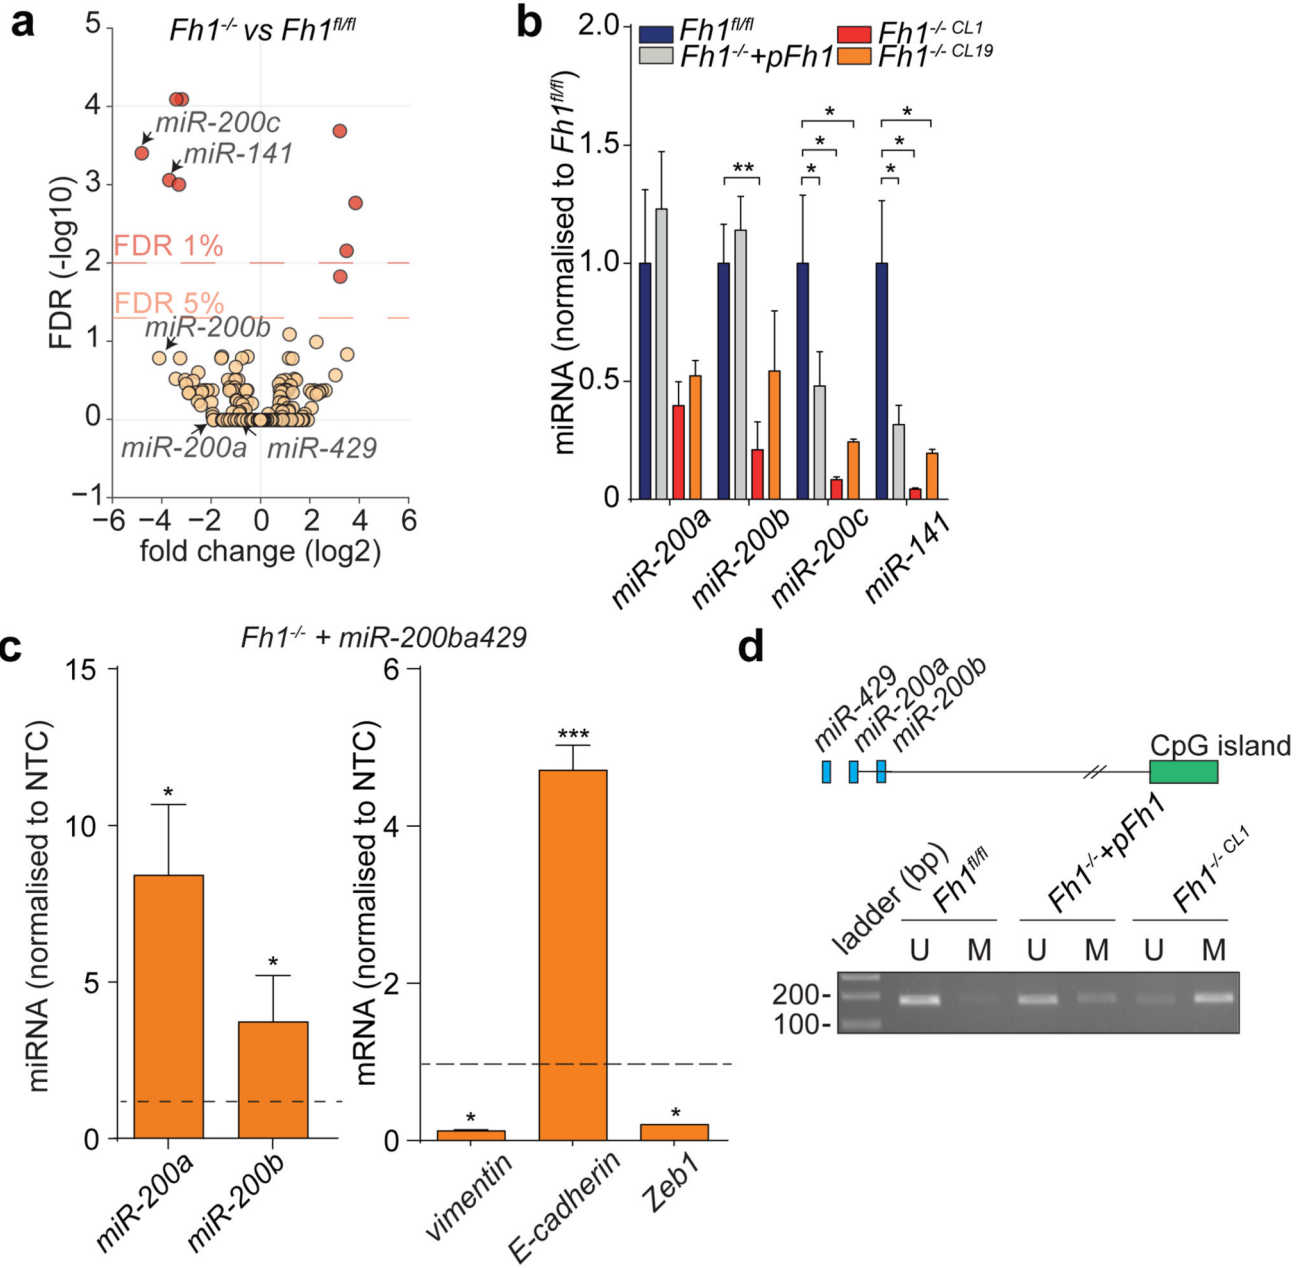 a
Fh1-/- vs Fh1fl/fl
FDR (-log10)
5
4
3
2
1
0
−1
miR-200c
miR-141
FDR 1%
FDR 5%
miR-200b
miR-200a
miR-429
−6 −4 −2 0 2 4 6
fold change (log2)
b
Fh1fl/fl
Fh1-/-+pFh1
Fh1-/- CL1
Fh1-/- CL19
miRNA (normalised to Fh1fl/fl)
2.0
1.5
1.0
0.5
0
** * * * * * *
miR-200a miR-200b miR-200c miR-141
c
Fh1-/- + miR-200ba429
miRNA (normalised to NTC)
15
10
5
0
* *
miR-200a miR-200b
mRNA (normalised to NTC)
6
4
2
0
* *** *
vimentin E-cadherin Zeb1
d
miR-429
miR-200a
miR-200b
CpG island
ladder (bp)
Fh1fl/fl
Fh1-/-+pFh1
Fh1-/- CL1
U M U M U M
200-
100-